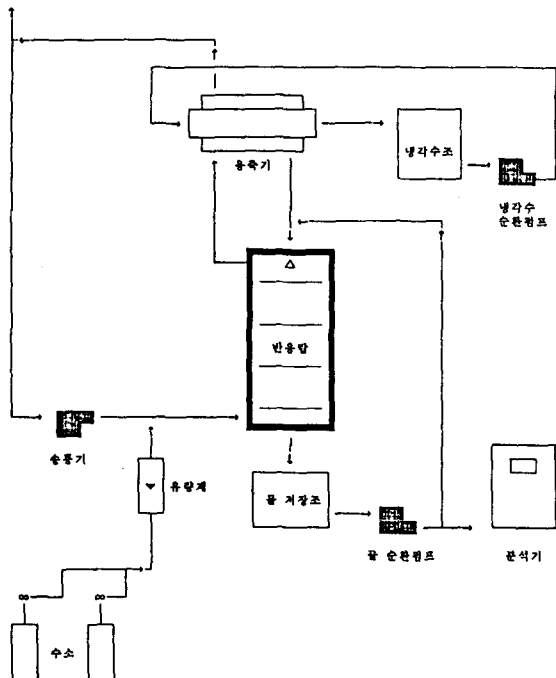 응축기
냉각수조
냉각수
순환펌프
반응탑
송풍기
유량계
물 저장조
물 순환펌프
분석기
수소